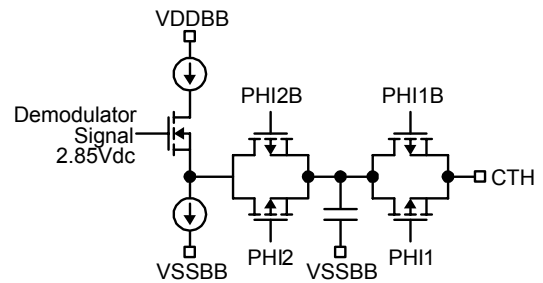 VDDBB
PHI2B
PHI1B
Demodulator
Signal
2.85Vdc
CTH
PHI2
PHI1
VSSBB
VSSBB